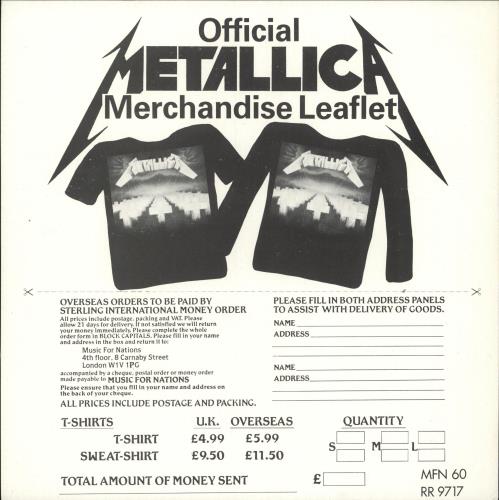 Official
METALLICA
Merchandise Leaflet
METALLICA
METALLICA
OVERSEAS ORDERS TO BE PAID BY
STERLING INTERNATIONAL MONEY ORDER
All prices include postage, packing and VAT. Please
allow 21 days for delivery. If not satisfied we will return
your money immediately. Please complete the whole
order form in BLOCK CAPITALS. Please fill in your name
and address in the box and return it to:
Music For Nations
4th floor, 8 Carnaby Street
London W1V 1PG
accompanied by a cheque, postal order or money order
made payable to MUSIC FOR NATIONS
Please ensure that you fill in your name and address on
the back of your cheque.
ALL PRICES INCLUDE POSTAGE AND PACKING.
PLEASE FILL IN BOTH ADDRESS PANELS
TO ASSIST WITH DELIVERY OF GOODS.
NAME
ADDRESS
NAME
ADDRESS
T-SHIRTS U.K. OVERSEAS QUANTITY
T-SHIRT £4.99 £5.99
SWEAT-SHIRT £9.50 £11.50
S M L
TOTAL AMOUNT OF MONEY SENT £
MFN 60
RR 9717